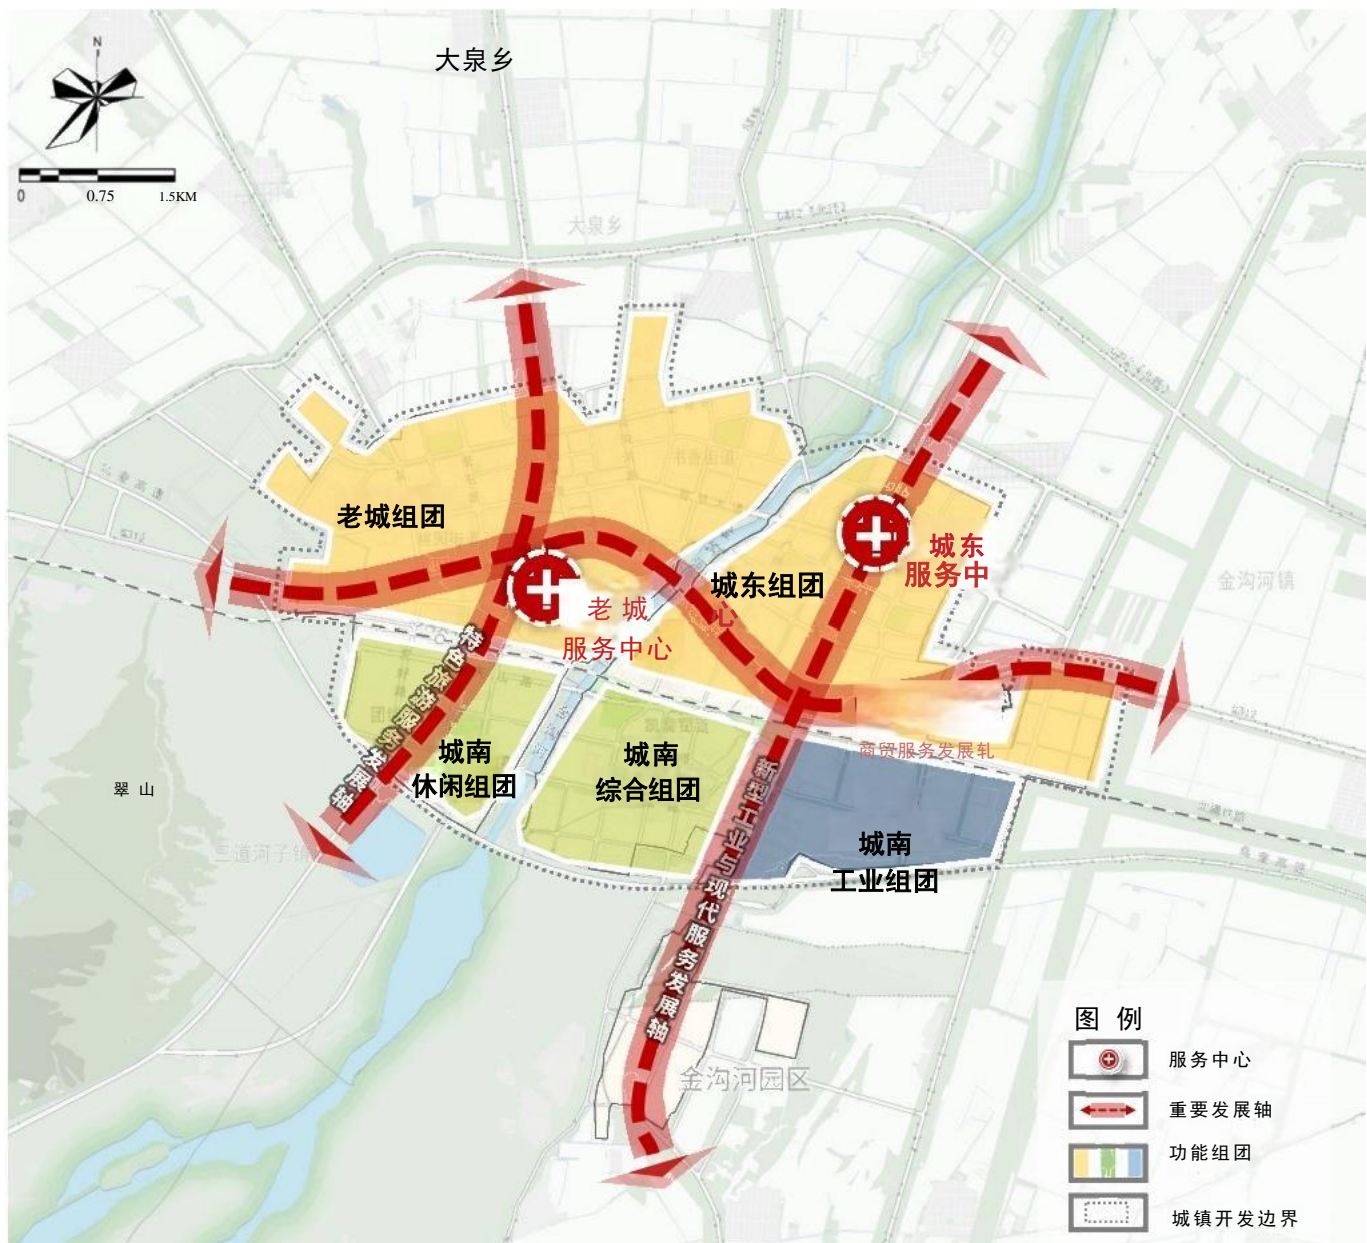 N
大泉乡
0
0.75
1.5KM
大泉乡
G312
老城组团
城东
服务中
心
城东组团
老 城
服务中心
金沟河镇
G312
特色旅游服务发展轴
城南
休闲组团
城南
综合组团
商贸服务发展轧
翠 山
三道河子镇
新型工业与现代服务发展轴
城南
工业组团
金沟河园区
图 例
服务中心
重要发展轴
功能组团
城镇开发边界